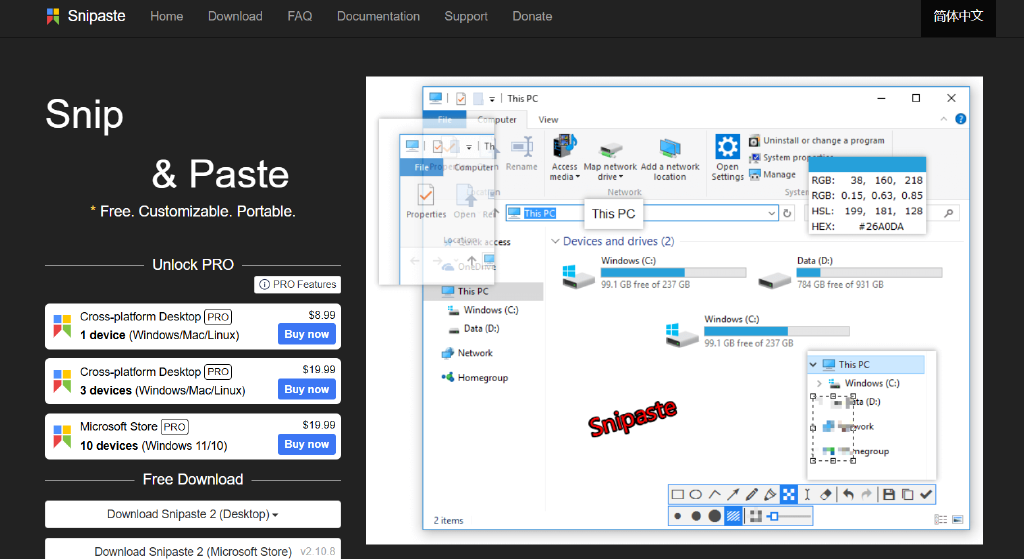 Snipaste Home Download FAQ Documentation Support Donate 简体中文
Snip
& Paste
* Free. Customizable. Portable.
Unlock PRO
PRO Features
Cross-platform Desktop PRO $8.99
1 device (Windows/Mac/Linux) Buy now
Cross-platform Desktop PRO $19.99
3 devices (Windows/Mac/Linux) Buy now
Microsoft Store PRO $19.99
10 devices (Windows 11/10) Buy now
Free Download
Download Snipaste 2 (Desktop)
Download Snipaste 2 (Microsoft Store) v2.10.8
This PC
File Computer View
File Computer
Properties Open
Location
Rename
Access media
Map network drive
Add a network location
Network
Open Settings
Uninstall or change a program
System properties
Manage
RGB: 38, 160, 218
RGB: 0.15, 0.63, 0.85
HSL: 199, 181, 128
HEX: #26A0DA
This PC
This PC
Quick access
OneDrive
This PC
Windows (C:)
Data (D:)
Network
Homegroup
Devices and drives (2)
Windows (C:)
99.1 GB free of 237 GB
Data (D:)
784 GB free of 931 GB
Windows (C:)
99.1 GB free of 237 GB
Snipaste
This PC
Windows (C:)
ata (D:)
work
megroup
2 items